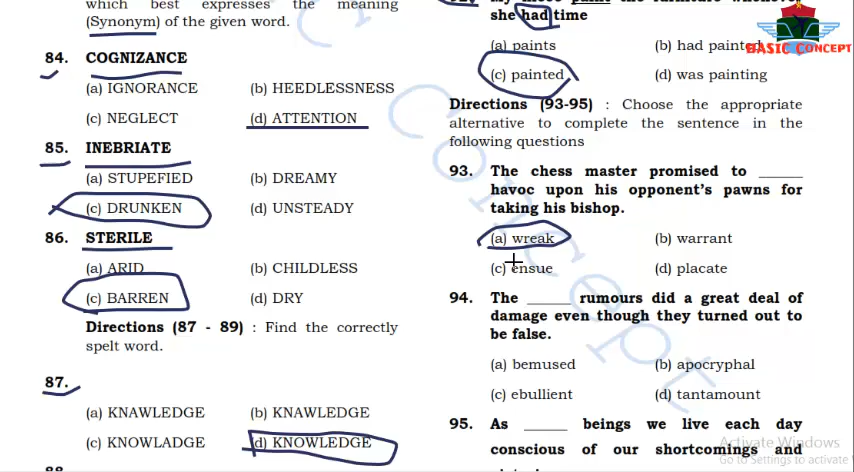 which best expresses the meaning
(Synonym) of the given word.
84. COGNIZANCE
(a) IGNORANCE (b) HEEDLESSNESS
(c) NEGLECT (d) ATTENTION
85. INEBRIATE
(a) STUPEFIED (b) DREAMY
(c) DRUNKEN (d) UNSTEADY
86. STERILE
(a) ARID (b) CHILDLESS
(c) BARREN (d) DRY
Directions (87 - 89) : Find the correctly
spelt word.
87.
(a) KNAWLEDGE (b) KNAWLEDGE
(c) KNOWLADGE (d) KNOWLEDGE
she had time
(a) paints (b) had painted
(c) painted (d) was painting
Directions (93-95) : Choose the appropriate
alternative to complete the sentence in the
following questions
93. The chess master promised to _____
havoc upon his opponent's pawns for
taking his bishop.
(a) wreak (b) warrant
(c) ensue (d) placate
94. The _____ rumours did a great deal of
damage even though they turned out to
be false.
(a) bemused (b) apocryphal
(c) ebullient (d) tantamount
95. As _____ beings we live each day
conscious of our shortcomings and
BASIC CONCEPT
Concept
Activate Windows
Go to Settings to activate